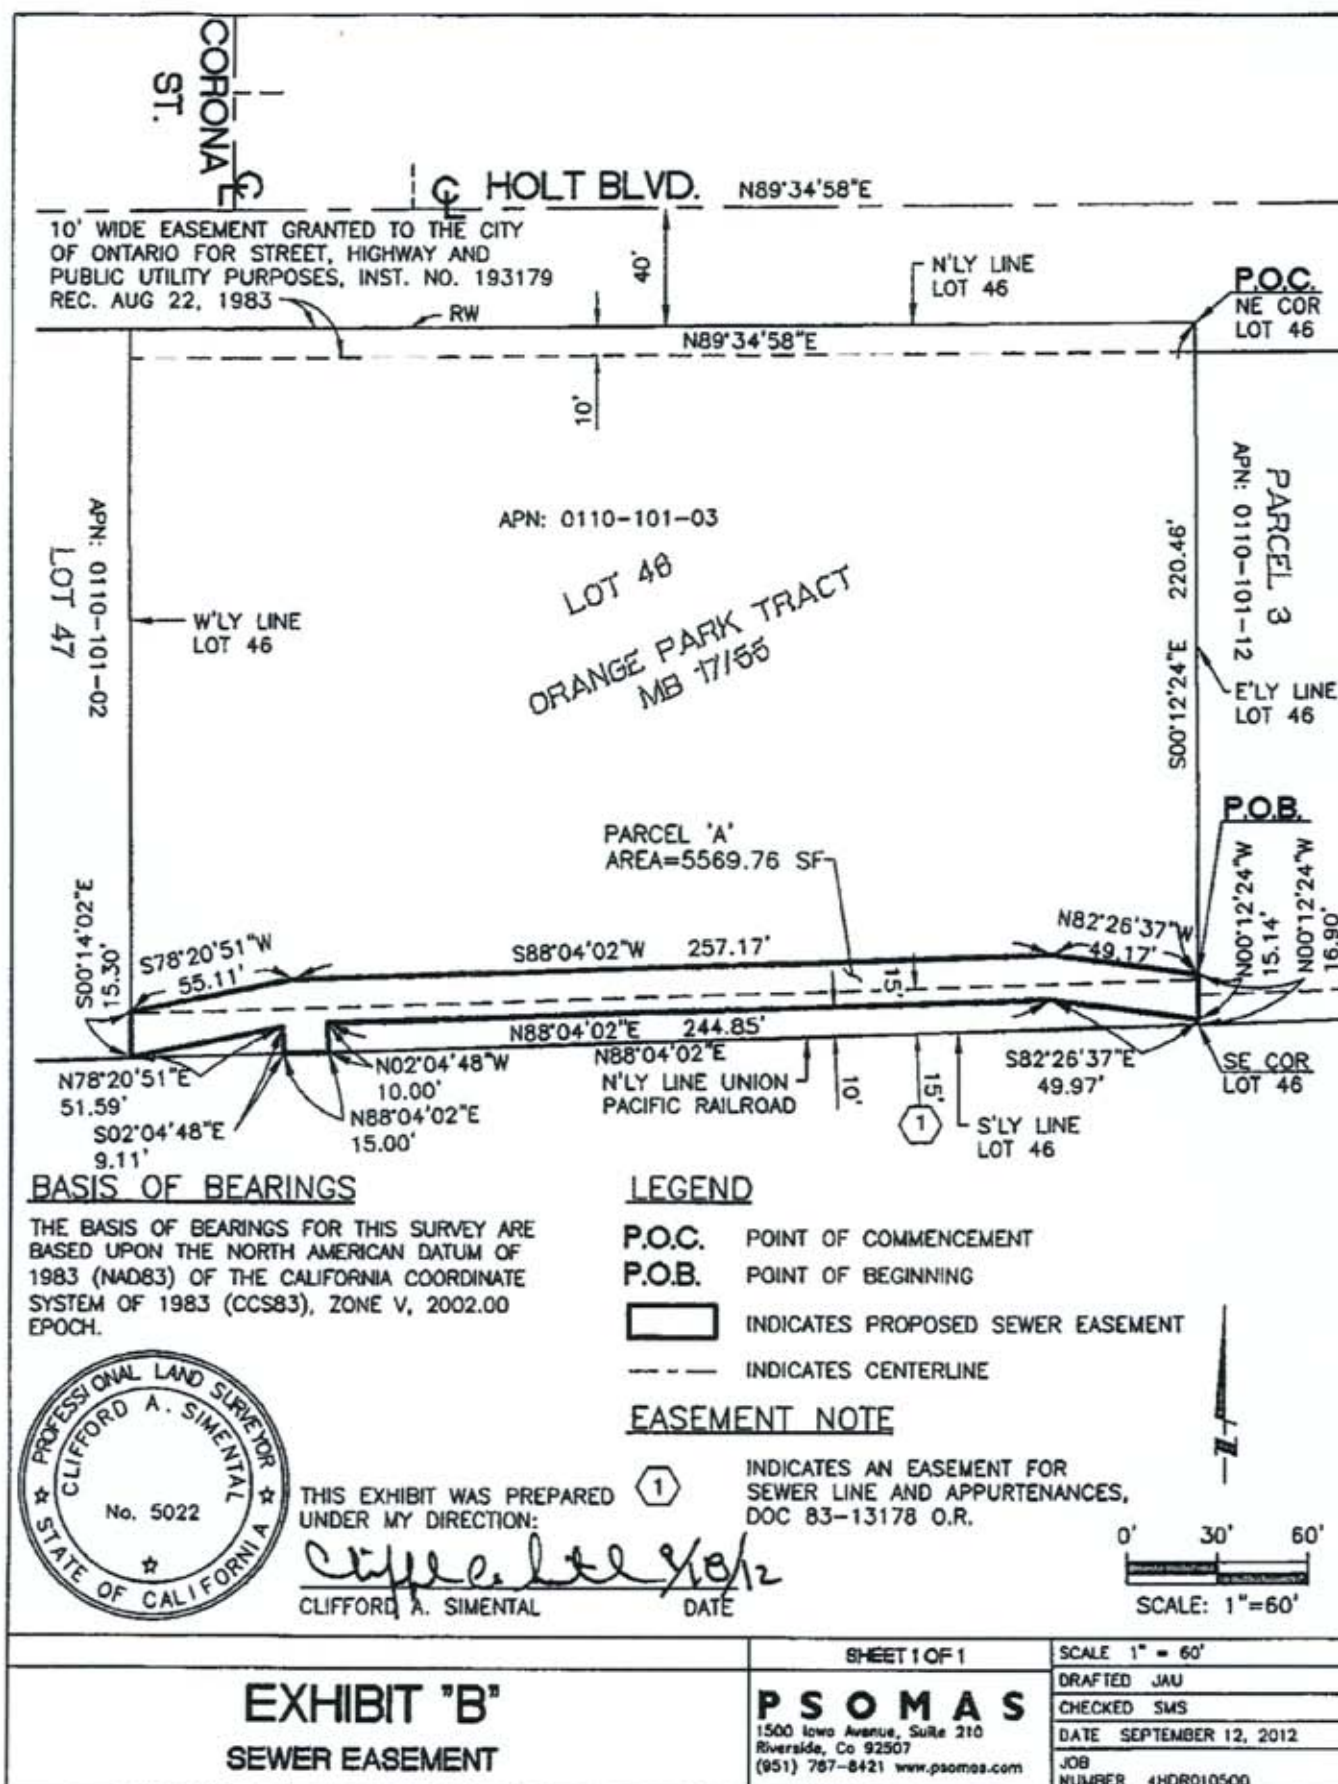 CORONA
ST.
℄
℄ HOLT BLVD. N89°34'58"E
10' WIDE EASEMENT GRANTED TO THE CITY
OF ONTARIO FOR STREET, HIGHWAY AND
PUBLIC UTILITY PURPOSES, INST. NO. 193179
REC. AUG 22, 1983
RW
40'
N'LY LINE
LOT 46
P.O.C.
NE COR
LOT 46
N89°34'58"E
10'
APN: 0110-101-03
LOT 46
ORANGE PARK TRACT
MB 17/55
APN: 0110-101-02
LOT 47
W'LY LINE
LOT 46
PARCEL 3
APN: 0110-101-12
S00°12'24"E 220.46'
E'LY LINE
LOT 46
P.O.B.
PARCEL 'A'
AREA=5569.76 SF
S00°14'02"E
15.30'
S78°20'51"W
55.11'
S88°04'02"W 257.17'
N82°26'37"W
49.17'
N00°12'24"W
15.14'
N00°12'24"W
16.90'
15'
N88°04'02"E 244.85'
N88°04'02"E
N'LY LINE UNION
PACIFIC RAILROAD
N78°20'51"E
51.59'
S02°04'48"E
9.11'
N02°04'48"W
10.00'
N88°04'02"E
15.00'
10'
15'
1
S'LY LINE
LOT 46
S82°26'37"E
49.97'
SE COR
LOT 46
BASIS OF BEARINGS
THE BASIS OF BEARINGS FOR THIS SURVEY ARE
BASED UPON THE NORTH AMERICAN DATUM OF
1983 (NAD83) OF THE CALIFORNIA COORDINATE
SYSTEM OF 1983 (CCS83), ZONE V, 2002.00
EPOCH.
LEGEND
P.O.C. POINT OF COMMENCEMENT
P.O.B. POINT OF BEGINNING
INDICATES PROPOSED SEWER EASEMENT
INDICATES CENTERLINE
EASEMENT NOTE
1 INDICATES AN EASEMENT FOR
SEWER LINE AND APPURTENANCES,
DOC 83-13178 O.R.
N
PROFESSIONAL LAND SURVEYOR
CLIFFORD A. SIMENTAL
No. 5022
STATE OF CALIFORNIA
THIS EXHIBIT WAS PREPARED
UNDER MY DIRECTION:
9/18/12
CLIFFORD A. SIMENTAL DATE
0' 30' 60'
SCALE: 1"=60'
EXHIBIT "B"
SEWER EASEMENT
SHEET 1 OF 1
PSOMAS
1500 Iowa Avenue, Suite 210
Riverside, Ca 92507
(951) 787-8421 www.psomas.com
SCALE 1" = 60'
DRAFTED JAU
CHECKED SMS
DATE SEPTEMBER 12, 2012
JOB
NUMBER 4HDR010500